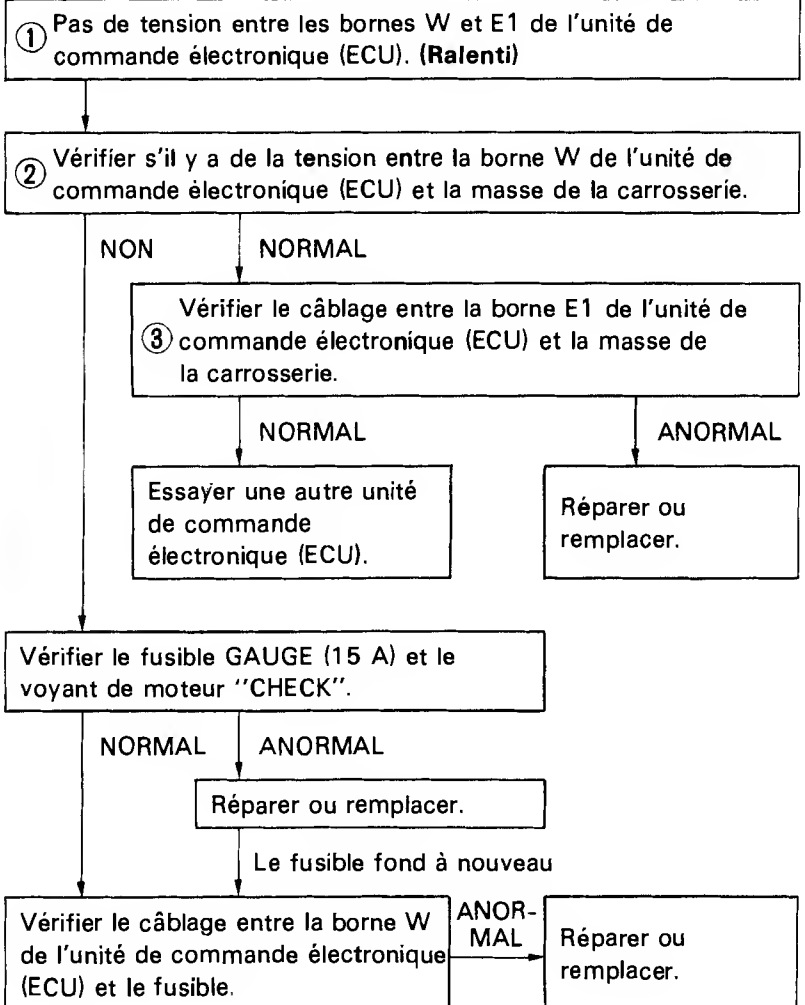 ① Pas de tension entre les bornes W et E1 de l'unité de
commande électronique (ECU). (Ralenti)
② Vérifier s'il y a de la tension entre la borne W de l'unité de
commande électronique (ECU) et la masse de la carrosserie.
NON
NORMAL
Vérifier le câblage entre la borne E1 de l'unité de
③ commande électronique (ECU) et la masse de
la carrosserie.
NORMAL
ANORMAL
Essayer une autre unité
de commande
électronique (ECU).
Réparer ou
remplacer.
Vérifier le fusible GAUGE (15 A) et le
voyant de moteur "CHECK".
NORMAL
ANORMAL
Réparer ou remplacer.
Le fusible fond à nouveau
Vérifier le câblage entre la borne W
de l'unité de commande électronique
(ECU) et le fusible.
ANOR-
MAL
Réparer ou
remplacer.